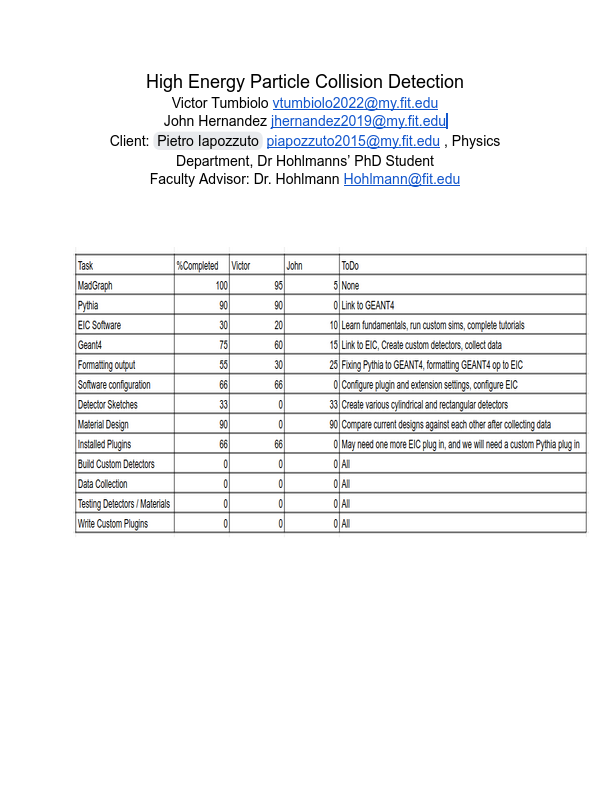 High Energy Particle Collision Detection
Victor Tumbiolo vtumbiolo2022@my.fit.edu
John Hernandez jhernandez2019@my.fit.edu
Client: Pietro Iapozzuto piapozzuto2015@my.fit.edu , Physics
Department, Dr Hohlmanns’ PhD Student
Faculty Advisor: Dr. Hohlmann Hohlmann@fit.edu
Task %Completed Victor John ToDo
MadGraph 100 95 5 None
Pythia 90 90 0 Link to GEANT4
EIC Software 30 20 10 Learn fundamentals, run custom sims, complete tutorials
Geant4 75 60 15 Link to EIC, Create custom detectors, collect data
Formatting output 55 30 25 Fixing Pythia to GEANT4, formatting GEANT4 op to EIC
Software configuration 66 66 0 Configure plugin and extension settings, configure EIC
Detector Sketches 33 0 33 Create various cylindrical and rectangular detectors
Material Design 90 0 90 Compare current designs against each other after collecting data
Installed Plugins 66 66 0 May need one more EIC plug in, and we will need a custom Pythia plug in
Build Custom Detectors 0 0 0 All
Data Collection 0 0 0 All
Testing Detectors / Materials 0 0 0 All
Write Custom Plugins 0 0 0 All